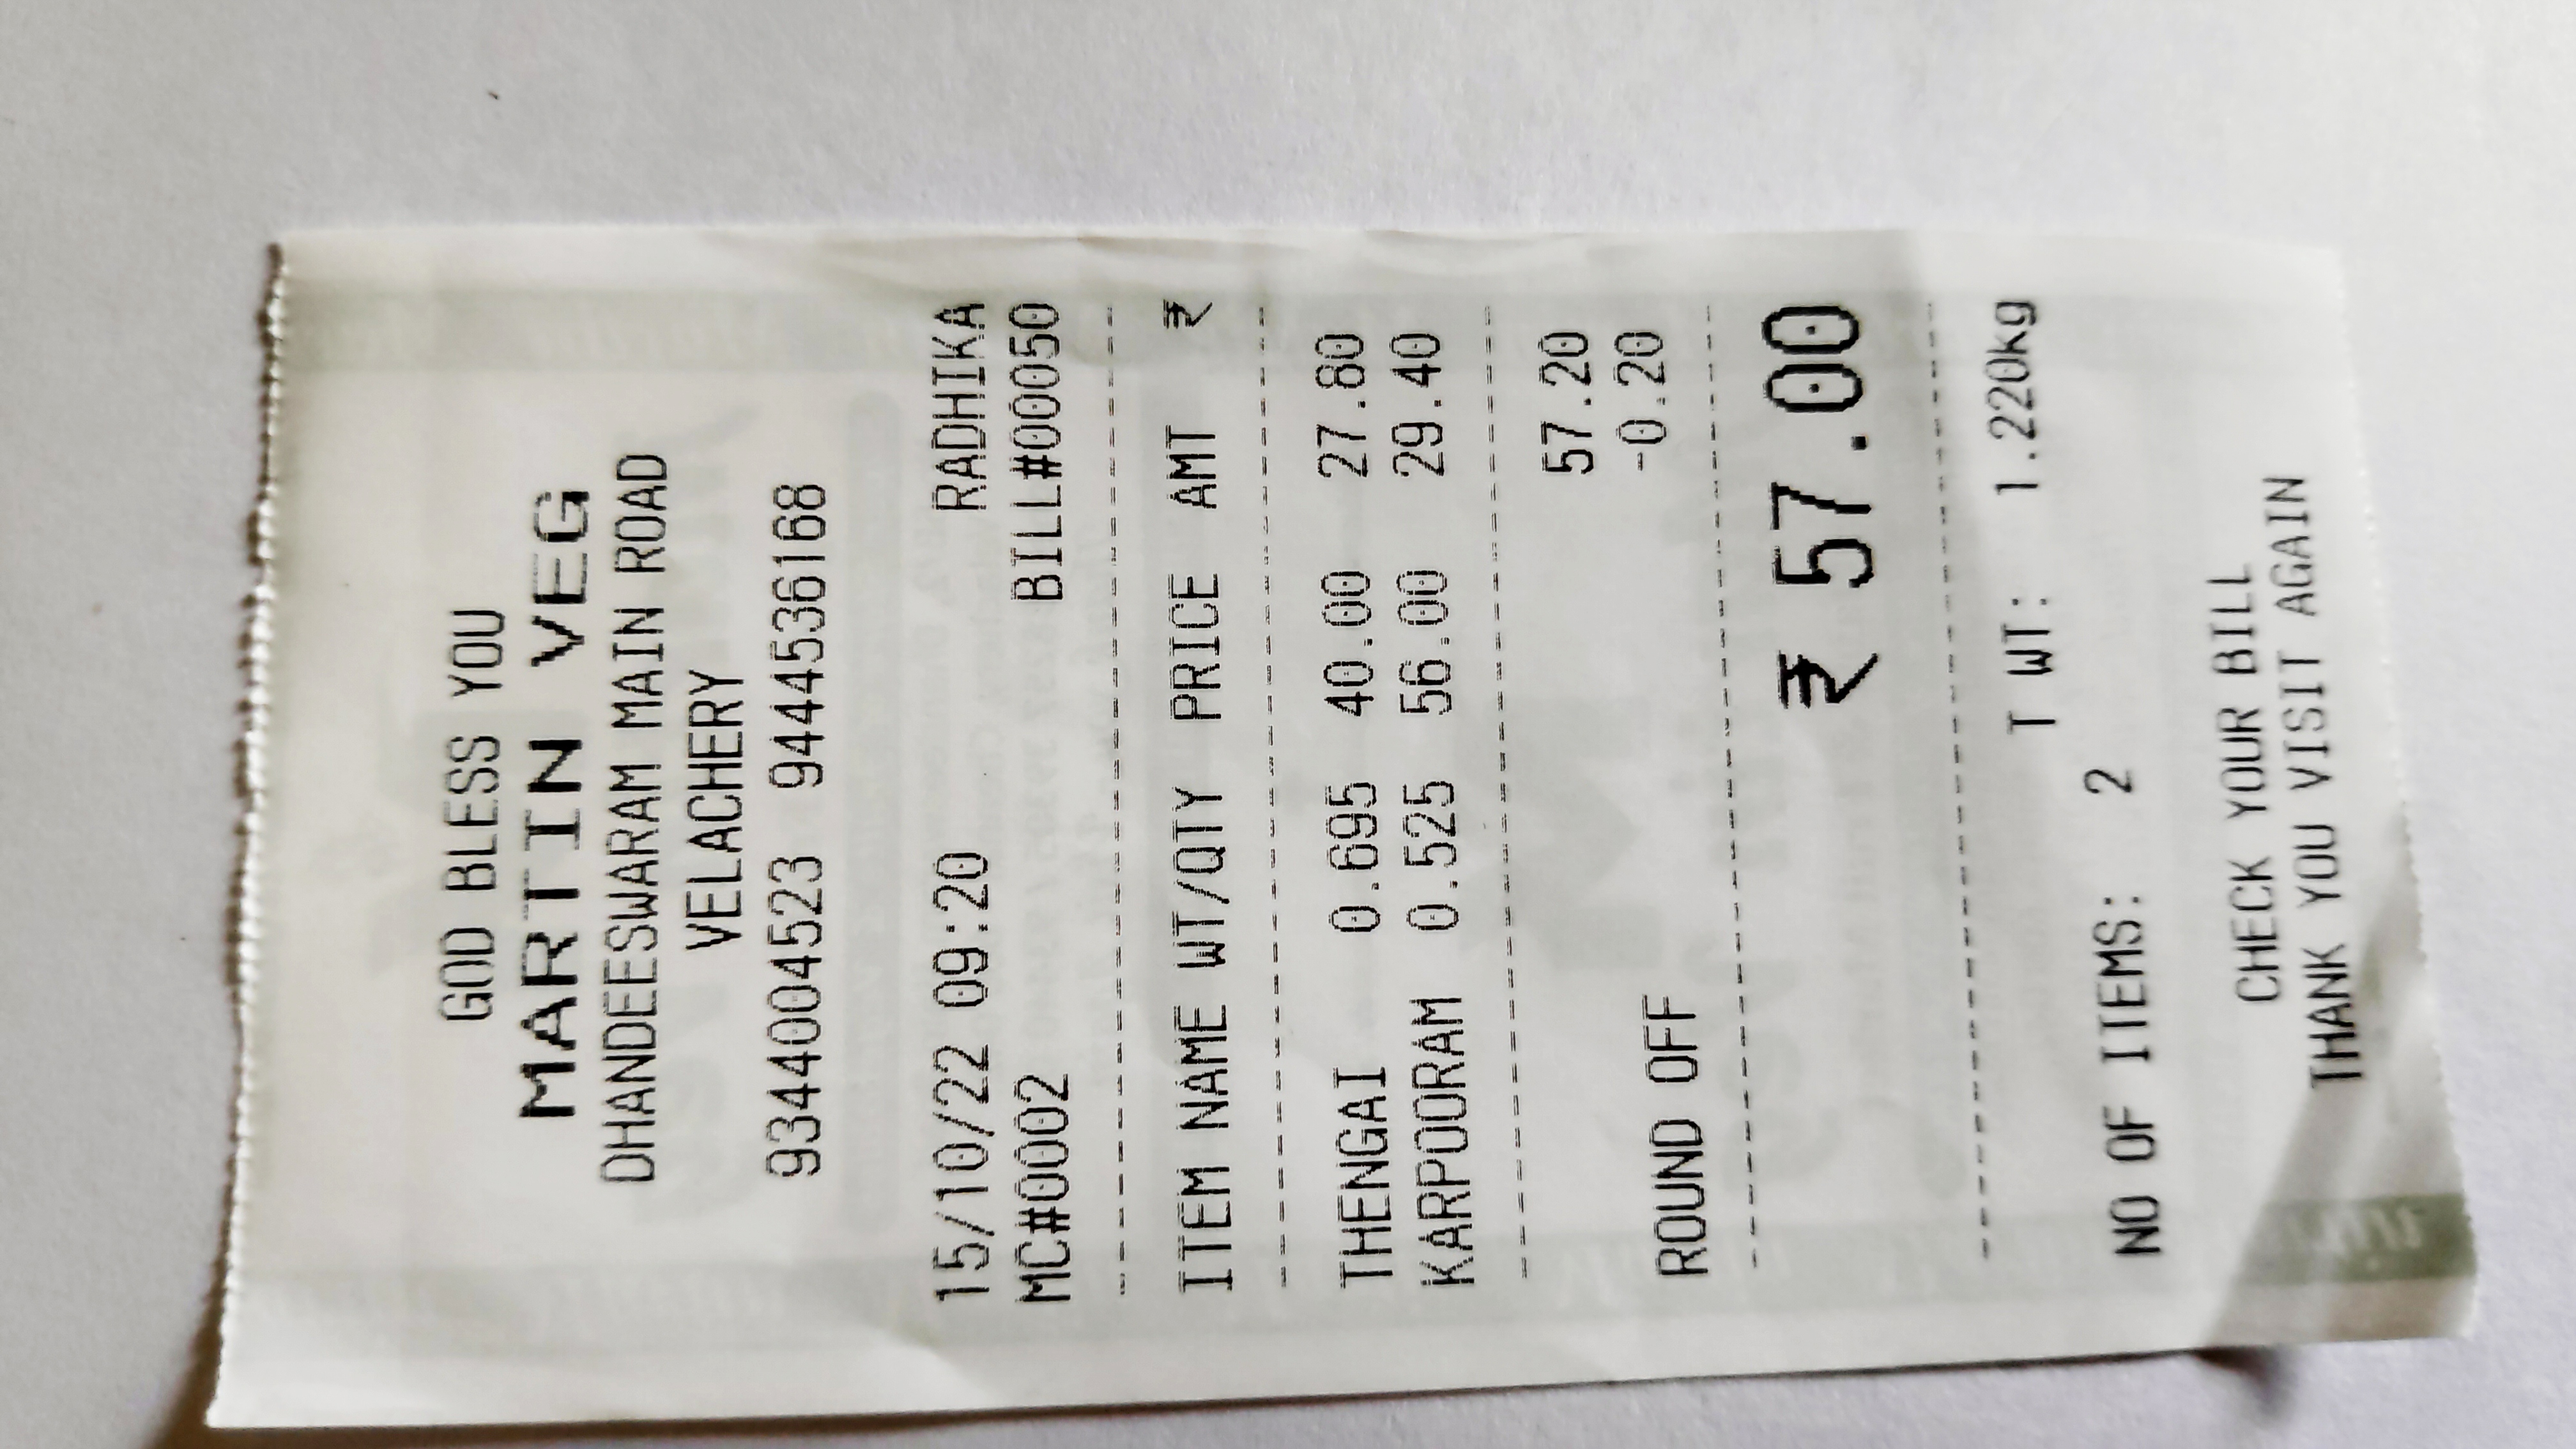 GOD BLESS YOU
MARTIN VEG
DHANDEESWARAM MAIN ROAD
VELACHERY
9344004523 9444536168
15/10/22 09:20 RADHIKA
MC#0002 BILL#00050
ITEM NAME WT/QTY PRICE AMT ₹
THENGAI 0.695 40.00 27.80
KARPOORAM 0.525 56.00 29.40
57.20
ROUND OFF -0.20
₹ 57.00
T WT: 1.220kg
NO OF ITEMS: 2
CHECK YOUR BILL
THANK YOU VISIT AGAIN